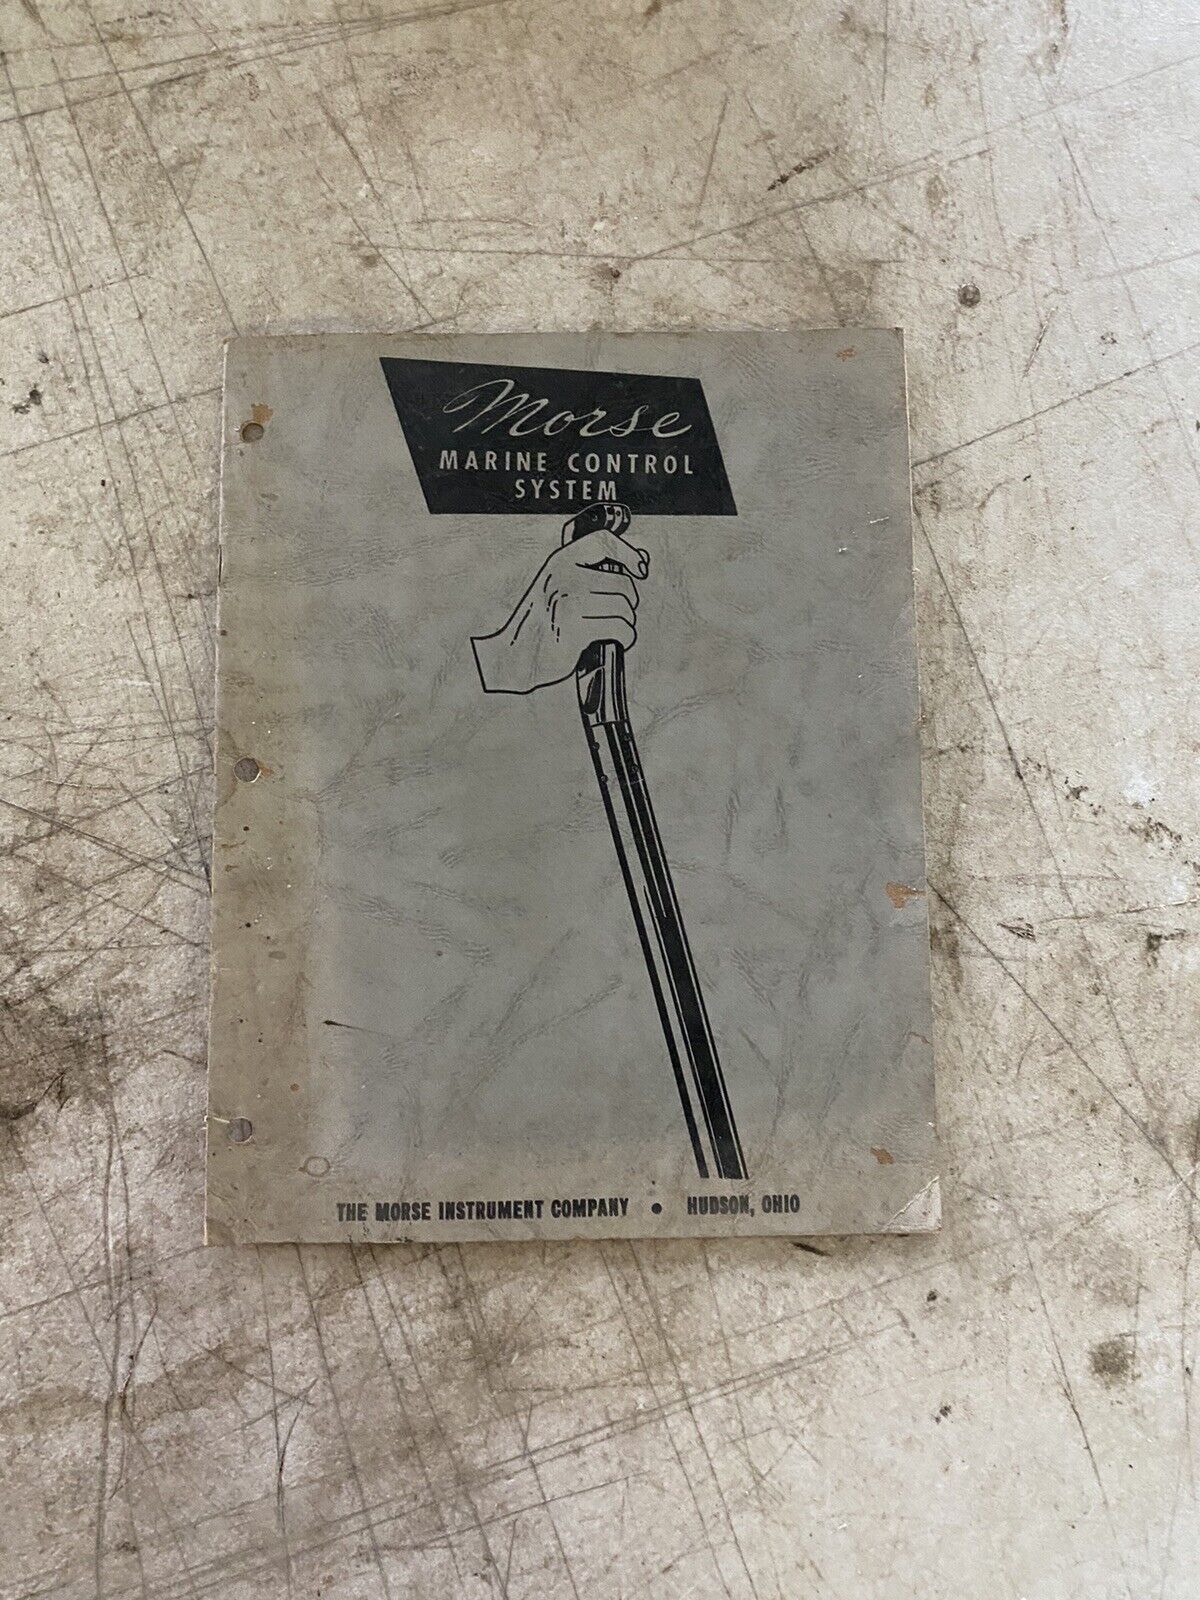 Morse
MARINE CONTROL
SYSTEM
THE MORSE INSTRUMENT COMPANY • HUDSON, OHIO